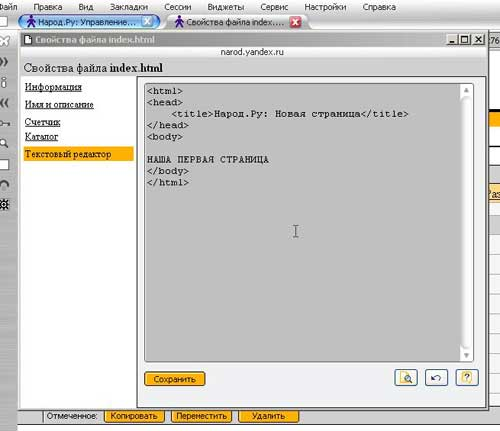 Файл Правка Вид Закладки Сессии Виджеты Сервис Настройки Справка
Народ.Ру: Управление... Свойства файла index....
Свойства файла index.html
narod.yandex.ru
Свойства файла index.html
Информация
Имя и описание
Счетчик
Каталог
Текстовый редактор
<html>
<head>
<title>Народ.Ру: Новая страница</title>
</head>
<body>
НАША ПЕРВАЯ СТРАНИЦА
</body>
</html>
Сохранить
Отмеченное: Копировать Переместить Удалить